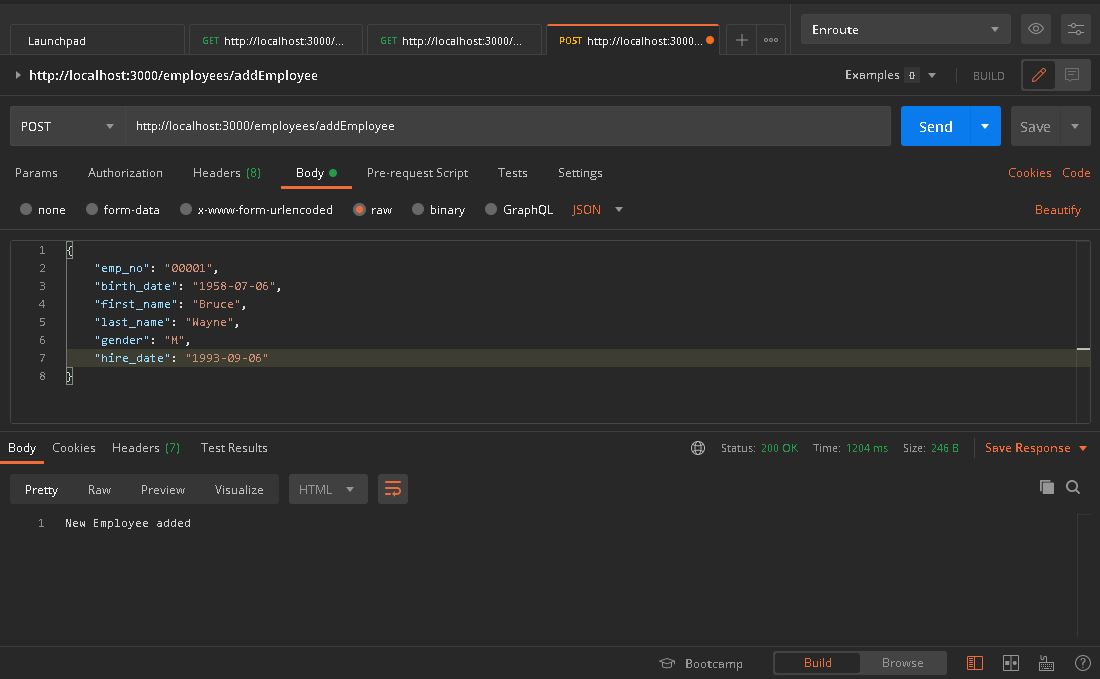 Launchpad
GET http://localhost:3000/...
GET http://localhost:3000/...
POST http://localhost:3000...
Enroute
http://localhost:3000/employees/addEmployee
Examples 0
BUILD
POST
http://localhost:3000/employees/addEmployee
Send
Save
Params Authorization Headers (8) Body Pre-request Script Tests Settings Cookies Code
none form-data x-www-form-urlencoded raw binary GraphQL JSON Beautify
1 {
2 "emp_no": "00001",
3 "birth_date": "1958-07-06",
4 "first_name": "Bruce",
5 "last_name": "Wayne",
6 "gender": "M",
7 "hire_date": "1993-09-06"
8 }
Body Cookies Headers (7) Test Results Status: 200 OK Time: 1204 ms Size: 246 B Save Response
Pretty Raw Preview Visualize HTML
1 New Employee added
Bootcamp Build Browse